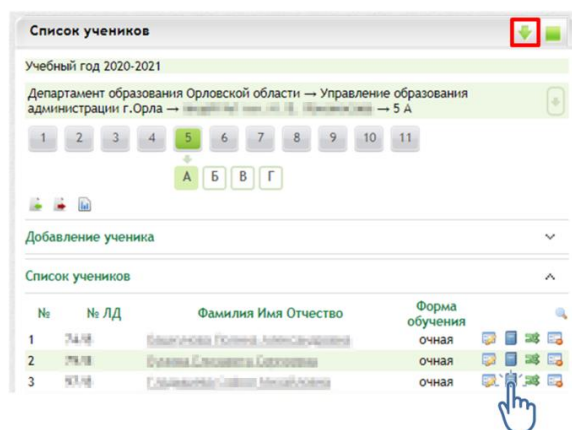 Список учеников
Учебный год 2020-2021
Департамент образования Орловской области → Управление образования
администрации г.Орла → → 5 А
1 2 3 4 5 6 7 8 9 10 11
А Б В Г
Добавление ученика
Список учеников
№ № ЛД Фамилия Имя Отчество Форма обучения
1 очная
2 очная
3 очная